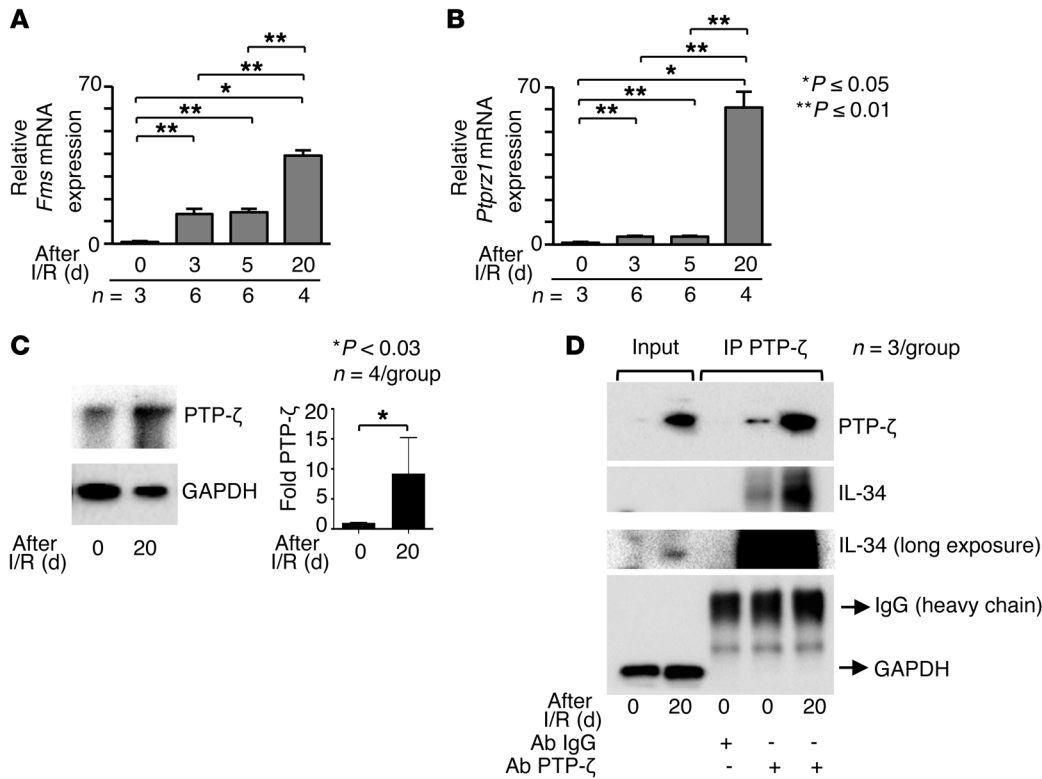 A
**
**
*
**
**
70
0
Relative
Fms mRNA
expression
After
I/R (d)
0 3 5 20
n = 3 6 6 4
B
**
**
*
**
**
70
0
Relative
Ptprz1 mRNA
expression
After
I/R (d)
0 3 5 20
n = 3 6 6 4
*P ≤ 0.05
**P ≤ 0.01
C
PTP-ζ
GAPDH
After
I/R (d)
0 20
*P < 0.03
n = 4/group
*
Fold PTP-ζ
20
15
10
5
0
After
I/R (d)
0 20
D
Input IP PTP-ζ n = 3/group
PTP-ζ
IL-34
IL-34 (long exposure)
IgG (heavy chain)
GAPDH
After
I/R (d)
0 20 0 0 20
Ab IgG + - -
Ab PTP-ζ - + +